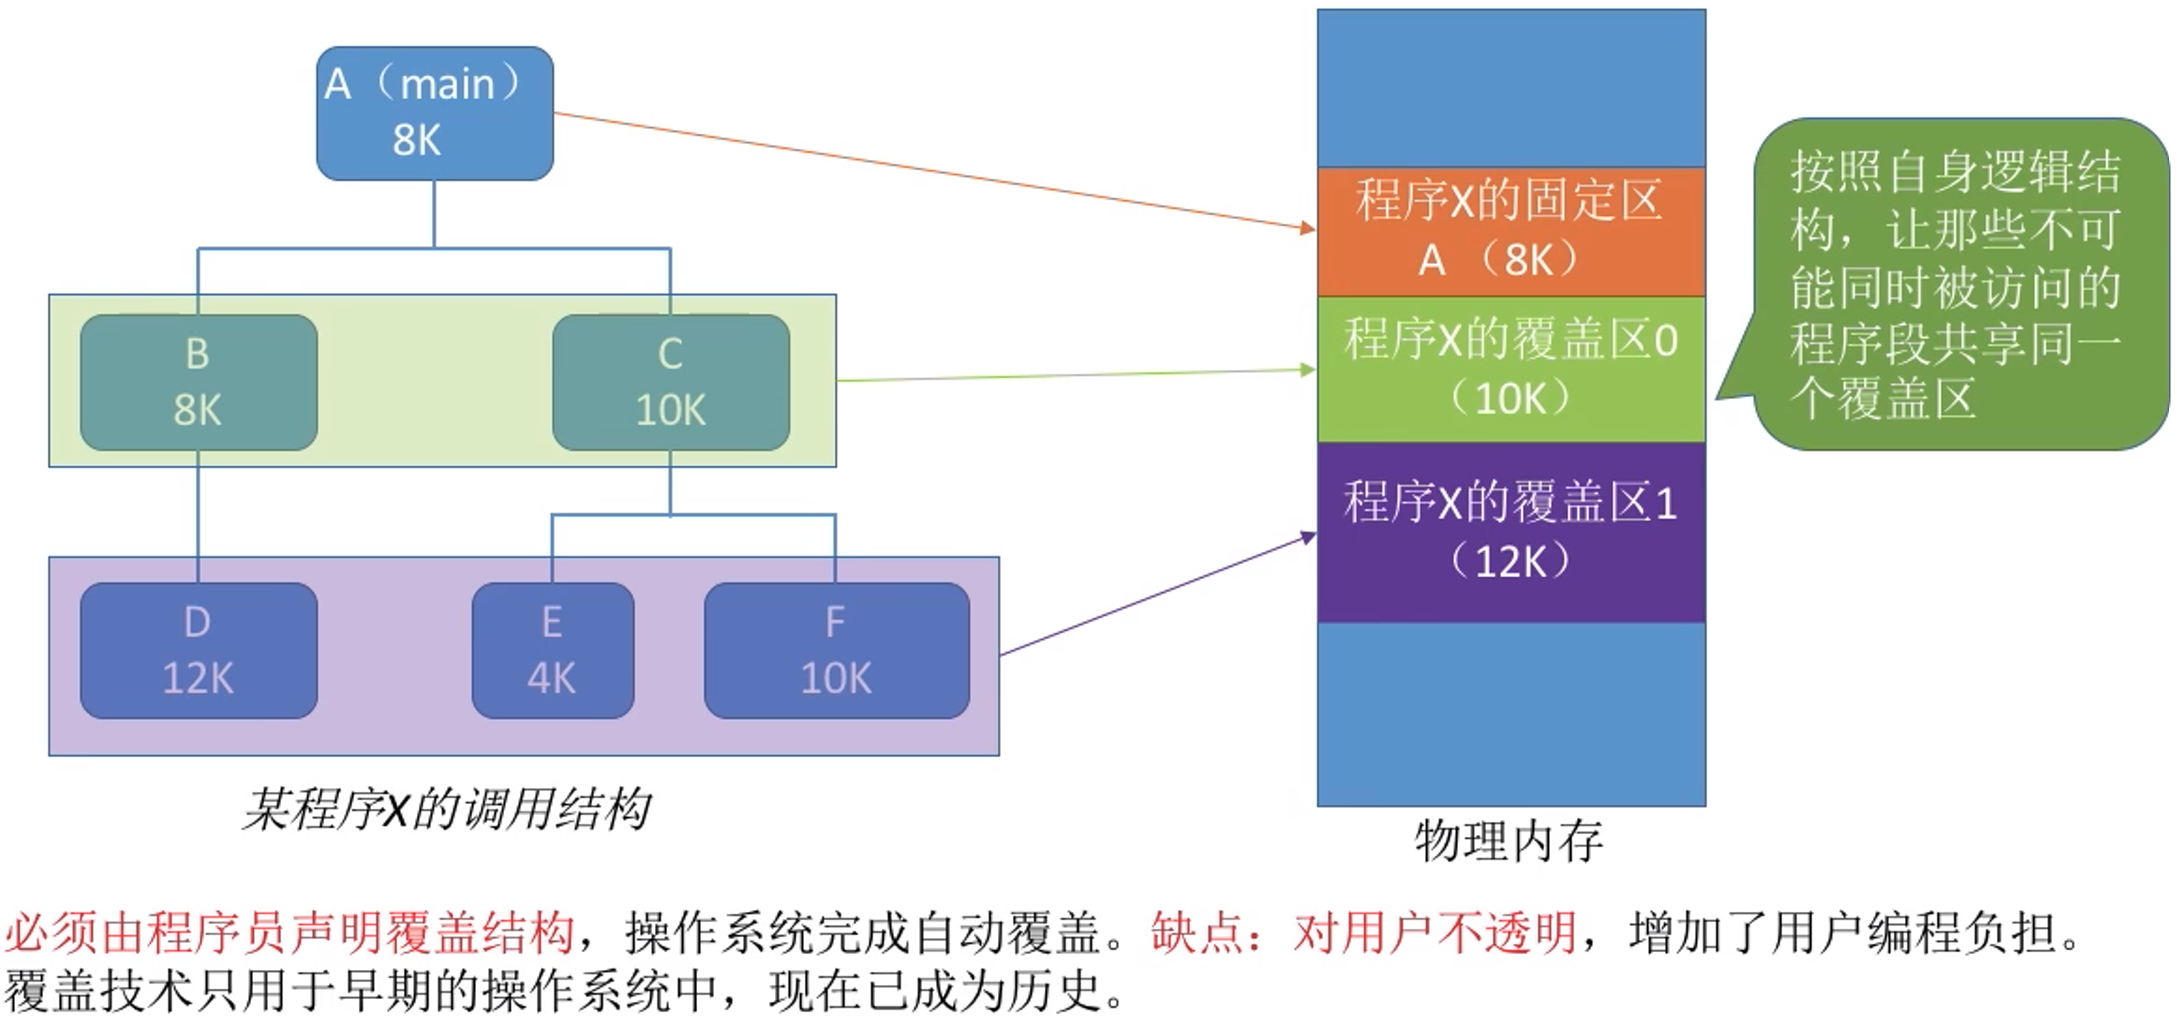 A（main）
8K
B
8K
C
10K
D
12K
E
4K
F
10K
某程序X的调用结构
程序X的固定区
A （8K）
程序X的覆盖区0
（10K）
程序X的覆盖区1
（12K）
物理内存
按照自身逻辑结
构，让那些不可
能同时被访问的
程序段共享同一
个覆盖区
必须由程序员声明覆盖结构，操作系统完成自动覆盖。缺点：对用户不透明，增加了用户编程负担。
覆盖技术只用于早期的操作系统中，现在已成为历史。